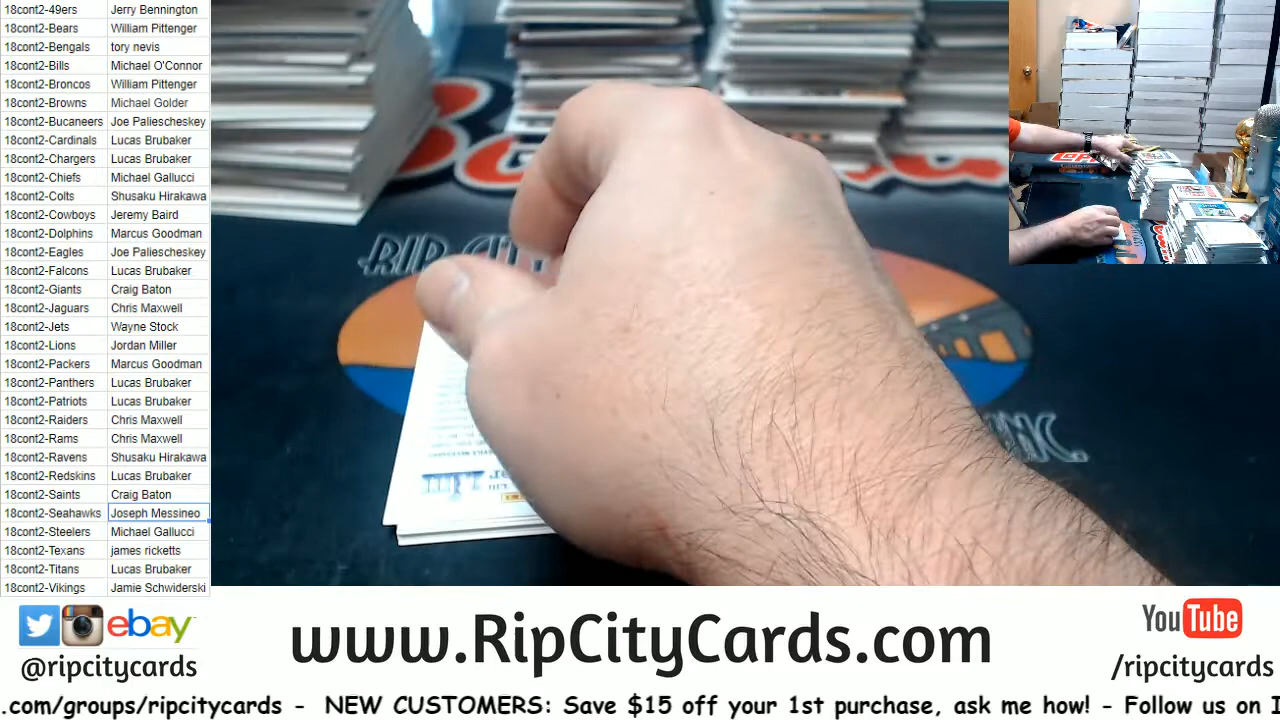 18cont2-49ers Jerry Bennington
18cont2-Bears William Pittenger
18cont2-Bengals tory nevis
18cont2-Bills Michael O'Connor
18cont2-Broncos William Pittenger
18cont2-Browns Michael Golder
18cont2-Bucaneers Joe Paliescheskey
18cont2-Cardinals Lucas Brubaker
18cont2-Chargers Lucas Brubaker
18cont2-Chiefs Michael Gallucci
18cont2-Colts Shusaku Hirakawa
18cont2-Cowboys Jeremy Baird
18cont2-Dolphins Marcus Goodman
18cont2-Eagles Joe Paliescheskey
18cont2-Falcons Lucas Brubaker
18cont2-Giants Craig Baton
18cont2-Jaguars Chris Maxwell
18cont2-Jets Wayne Stock
18cont2-Lions Jordan Miller
18cont2-Packers Marcus Goodman
18cont2-Panthers Lucas Brubaker
18cont2-Patriots Lucas Brubaker
18cont2-Raiders Chris Maxwell
18cont2-Rams Chris Maxwell
18cont2-Ravens Shusaku Hirakawa
18cont2-Redskins Lucas Brubaker
18cont2-Saints Craig Baton
18cont2-Seahawks Joseph Messineo
18cont2-Steelers Michael Gallucci
18cont2-Texans james ricketts
18cont2-Titans Lucas Brubaker
18cont2-Vikings Jamie Schwiderski
RIP
ebay
@ripcitycards
www.RipCityCards.com
YouTube
/ripcitycards
.com/groups/ripcitycards - NEW CUSTOMERS: Save $15 off your 1st purchase, ask me how! - Follow us on